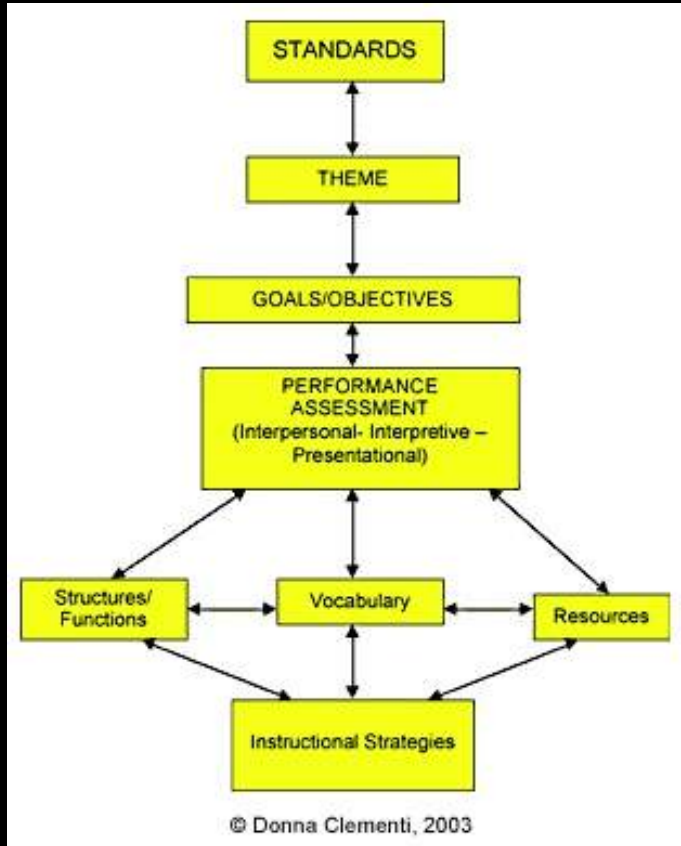 STANDARDS
THEME
GOALS/OBJECTIVES
PERFORMANCE
ASSESSMENT
(Interpersonal- Interpretive –
Presentational)
Structures/
Functions
Vocabulary
Resources
Instructional Strategies
© Donna Clementi, 2003